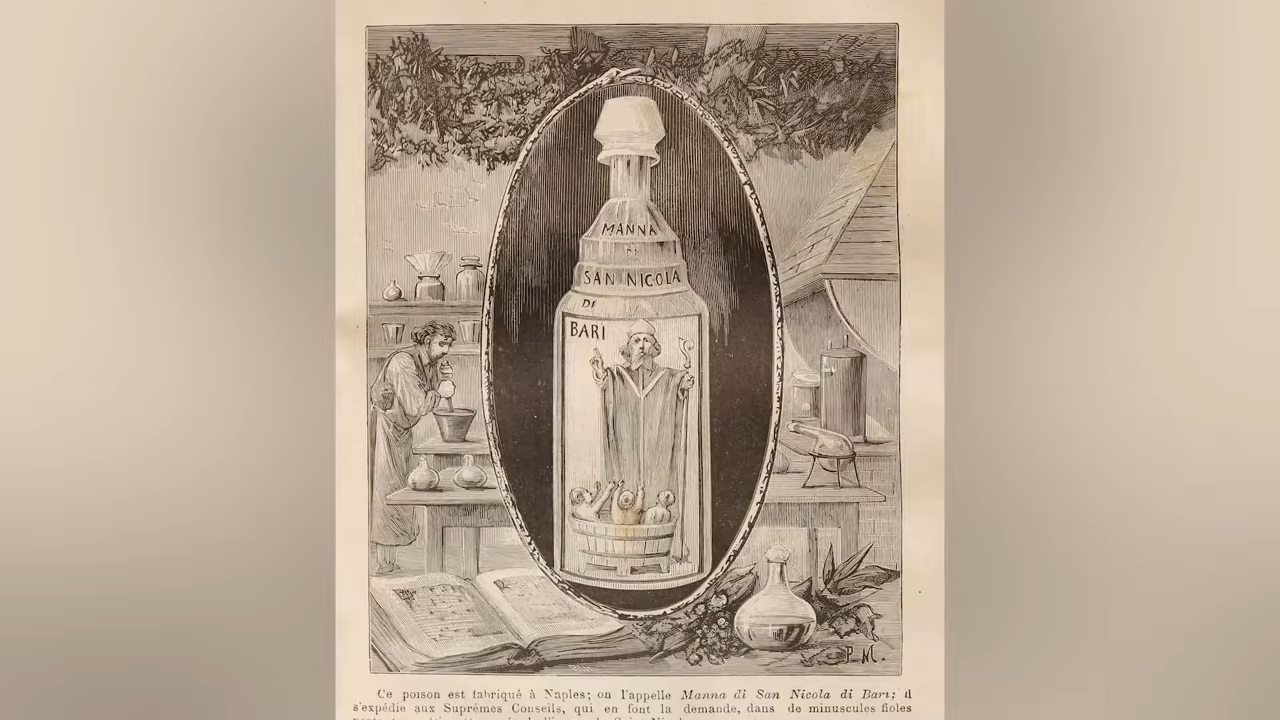 MANNA
DI
SAN NICOLA
DI
BARI
P. M.
Ce poison est fabriqué à Naples; on l'appelle Manna di San Nicola di Bari; il
s'expédie aux Suprêmes Conseils, qui en font la demande, dans de minuscules fioles